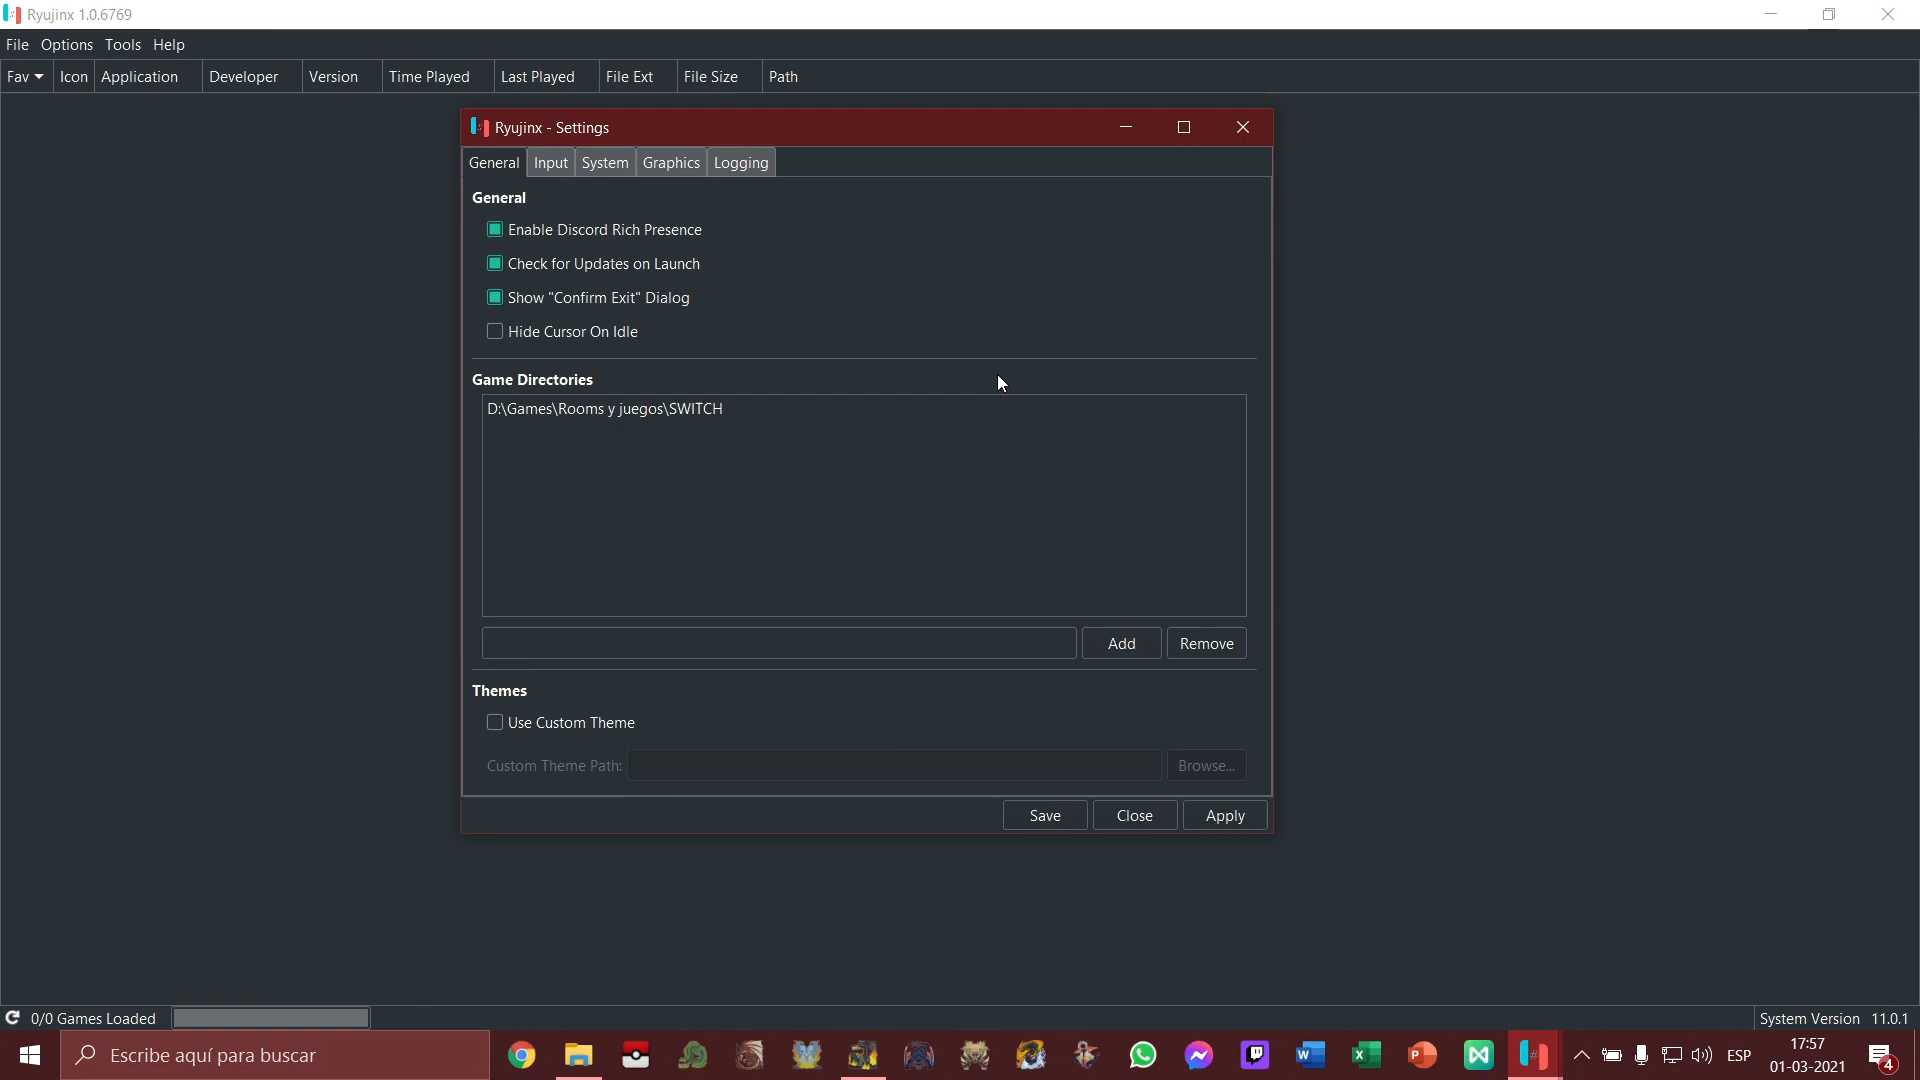 Ryujinx 1.0.6769
File Options Tools Help
Fav Icon Application Developer Version Time Played Last Played File Ext File Size Path
Ryujinx - Settings
General Input System Graphics Logging
General
Enable Discord Rich Presence
Check for Updates on Launch
Show "Confirm Exit" Dialog
Hide Cursor On Idle
Game Directories
D:\Games\Rooms y juegos\SWITCH
Add Remove
Themes
Use Custom Theme
Custom Theme Path: Browse...
Save Close Apply
0/0 Games Loaded System Version 11.0.1
Escribe aquí para buscar ESP 17:57
01-03-2021 4